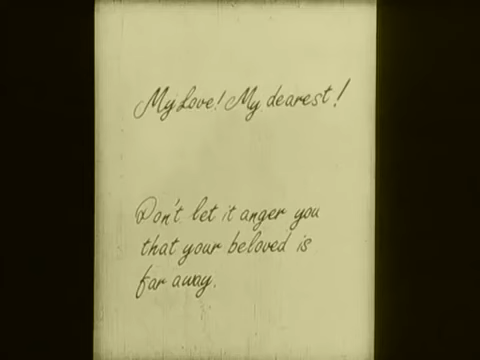 My Love! My dearest!
Don't let it anger you
that your beloved is
far away.